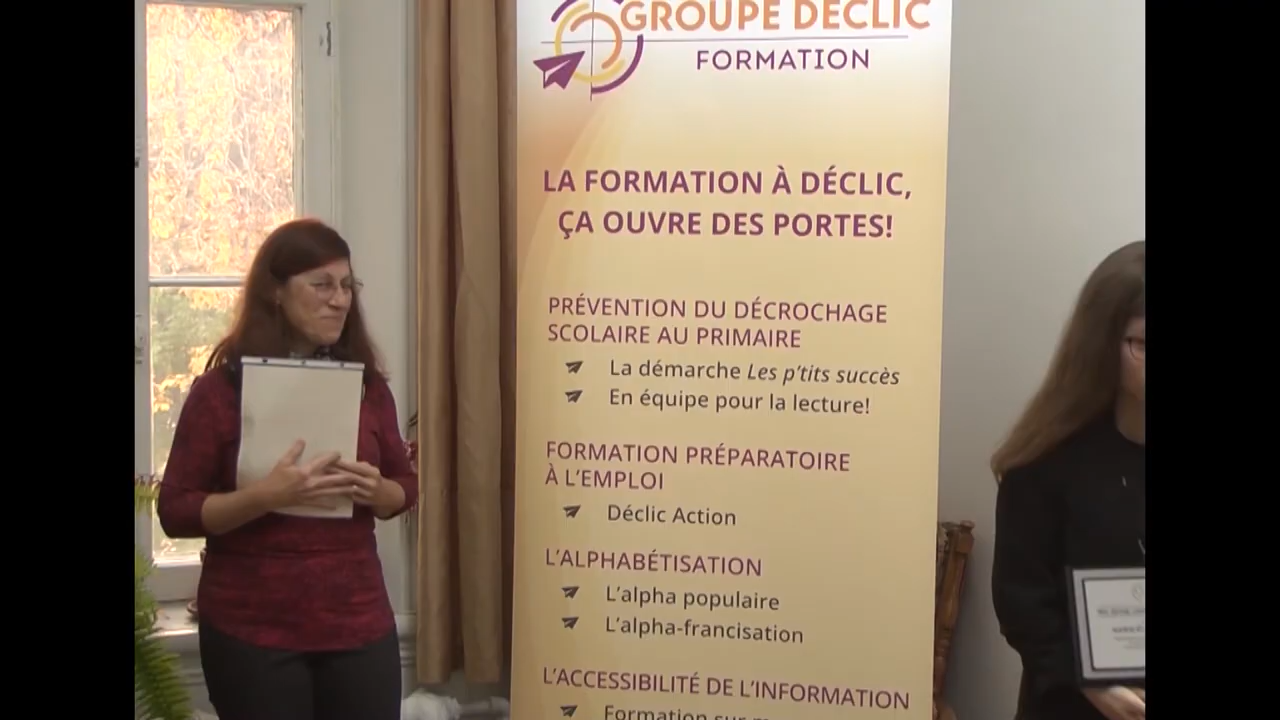 GROUPE DÉCLIC
FORMATION
LA FORMATION À DÉCLIC,
ÇA OUVRE DES PORTES!
PRÉVENTION DU DÉCROCHAGE
SCOLAIRE AU PRIMAIRE
La démarche Les p'tits succès
En équipe pour la lecture!
FORMATION PRÉPARATOIRE
À L'EMPLOI
Déclic Action
L'ALPHABÉTISATION
L'alpha populaire
L'alpha-francisation
L'ACCESSIBILITÉ DE L'INFORMATION
Formation sur